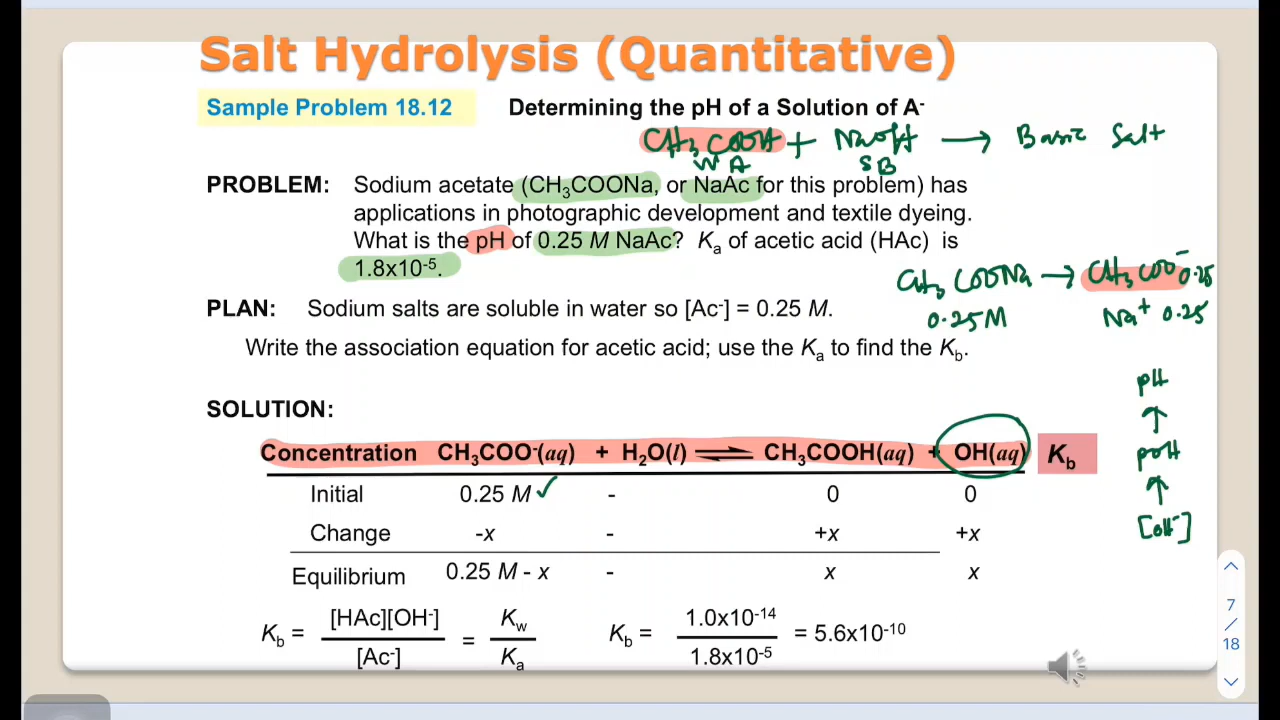 Salt Hydrolysis (Quantitative)
Sample Problem 18.12 Determining the pH of a Solution of A⁻
CH₃COOH + NaOH → Basic Salt
WA SB
PROBLEM: Sodium acetate (CH₃COONa, or NaAc for this problem) has
applications in photographic development and textile dyeing.
What is the pH of 0.25 M NaAc? Kₐ of acetic acid (HAc) is
1.8x10⁻⁵.
CH₃COONa → CH₃COO⁻ 0.25
0.25M Na⁺ 0.25
PLAN: Sodium salts are soluble in water so [Ac⁻] = 0.25 M.
Write the association equation for acetic acid; use the Kₐ to find the K_b.
pH
↑
pOH
↑
[OH⁻]
SOLUTION:
Concentration CH₃COO⁻(aq) + H₂O(l) ⇌ CH₃COOH(aq) + OH(aq) K_b
Initial 0.25 M ✓ - 0 0
Change -x - +x +x
Equilibrium 0.25 M - x - x x
K_b = [HAc][OH⁻] / [Ac⁻] = K_w / Kₐ K_b = 1.0x10⁻¹⁴ / 1.8x10⁻⁵ = 5.6x10⁻¹⁰
7
/
18